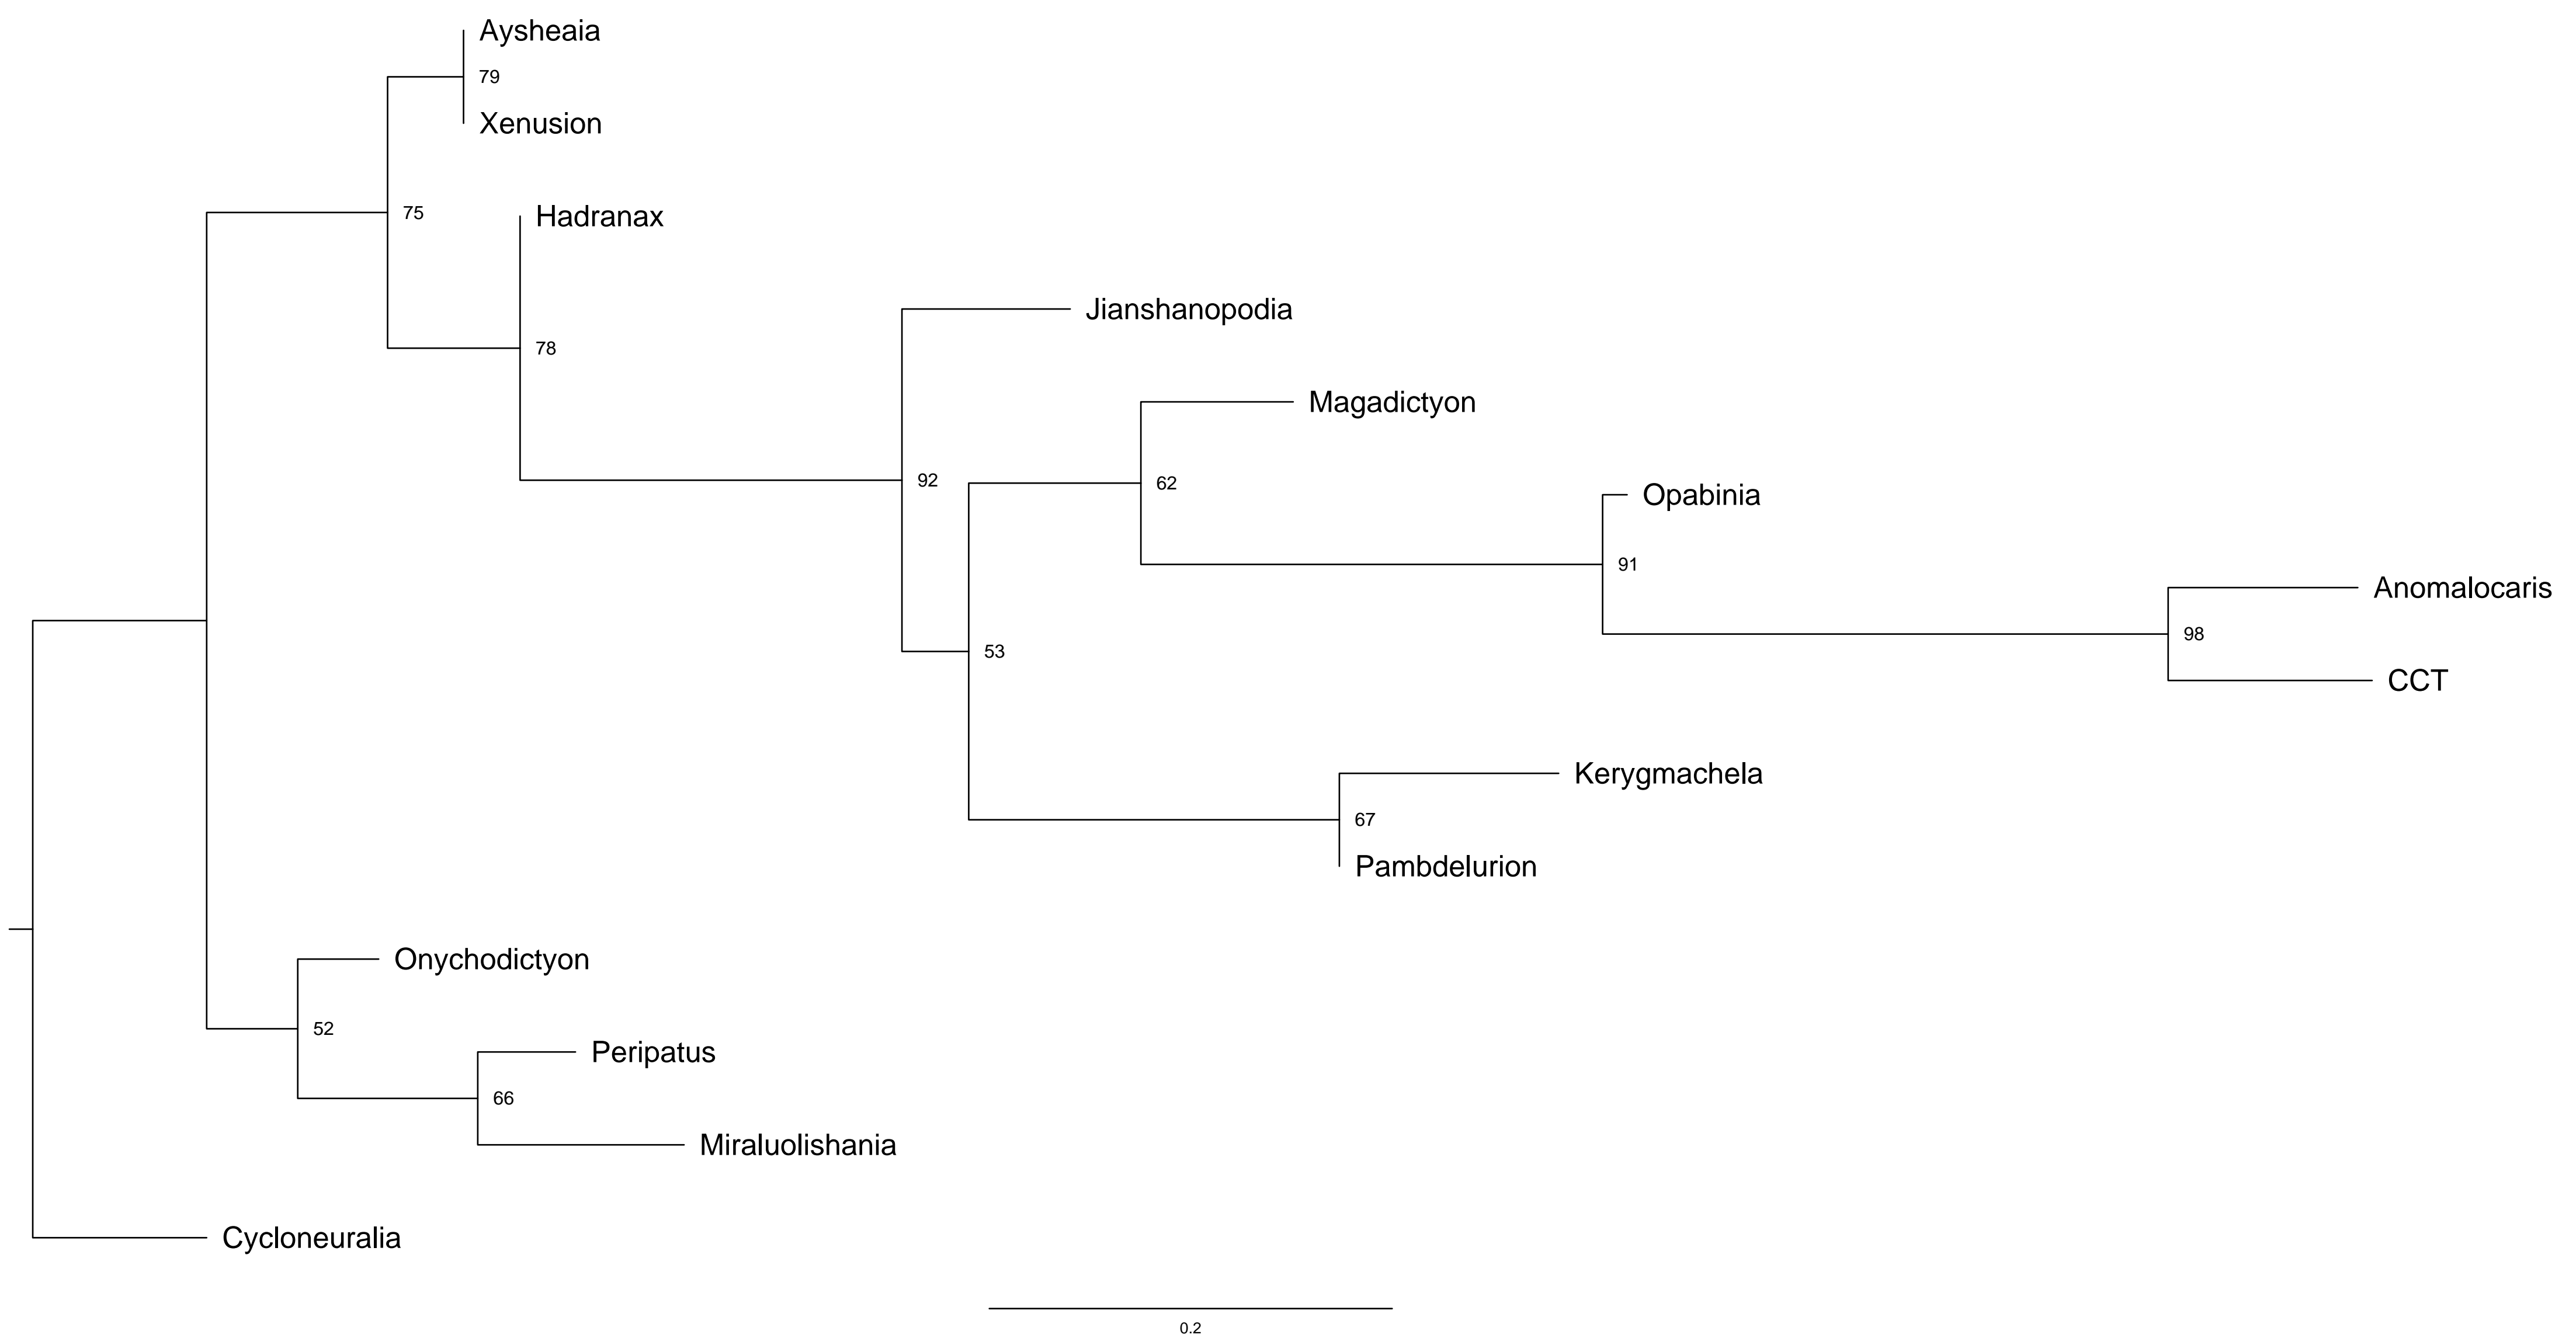 Aysheaia
79
Xenusion
75
Hadranax
78
Jianshanopodia
Magadictyon
92
62
Opabinia
91
Anomalocaris
98
53
CCT
Kerygmachela
67
Pambdelurion
Onychodictyon
52
Peripatus
66
Miraluolishania
Cycloneuralia
0.2